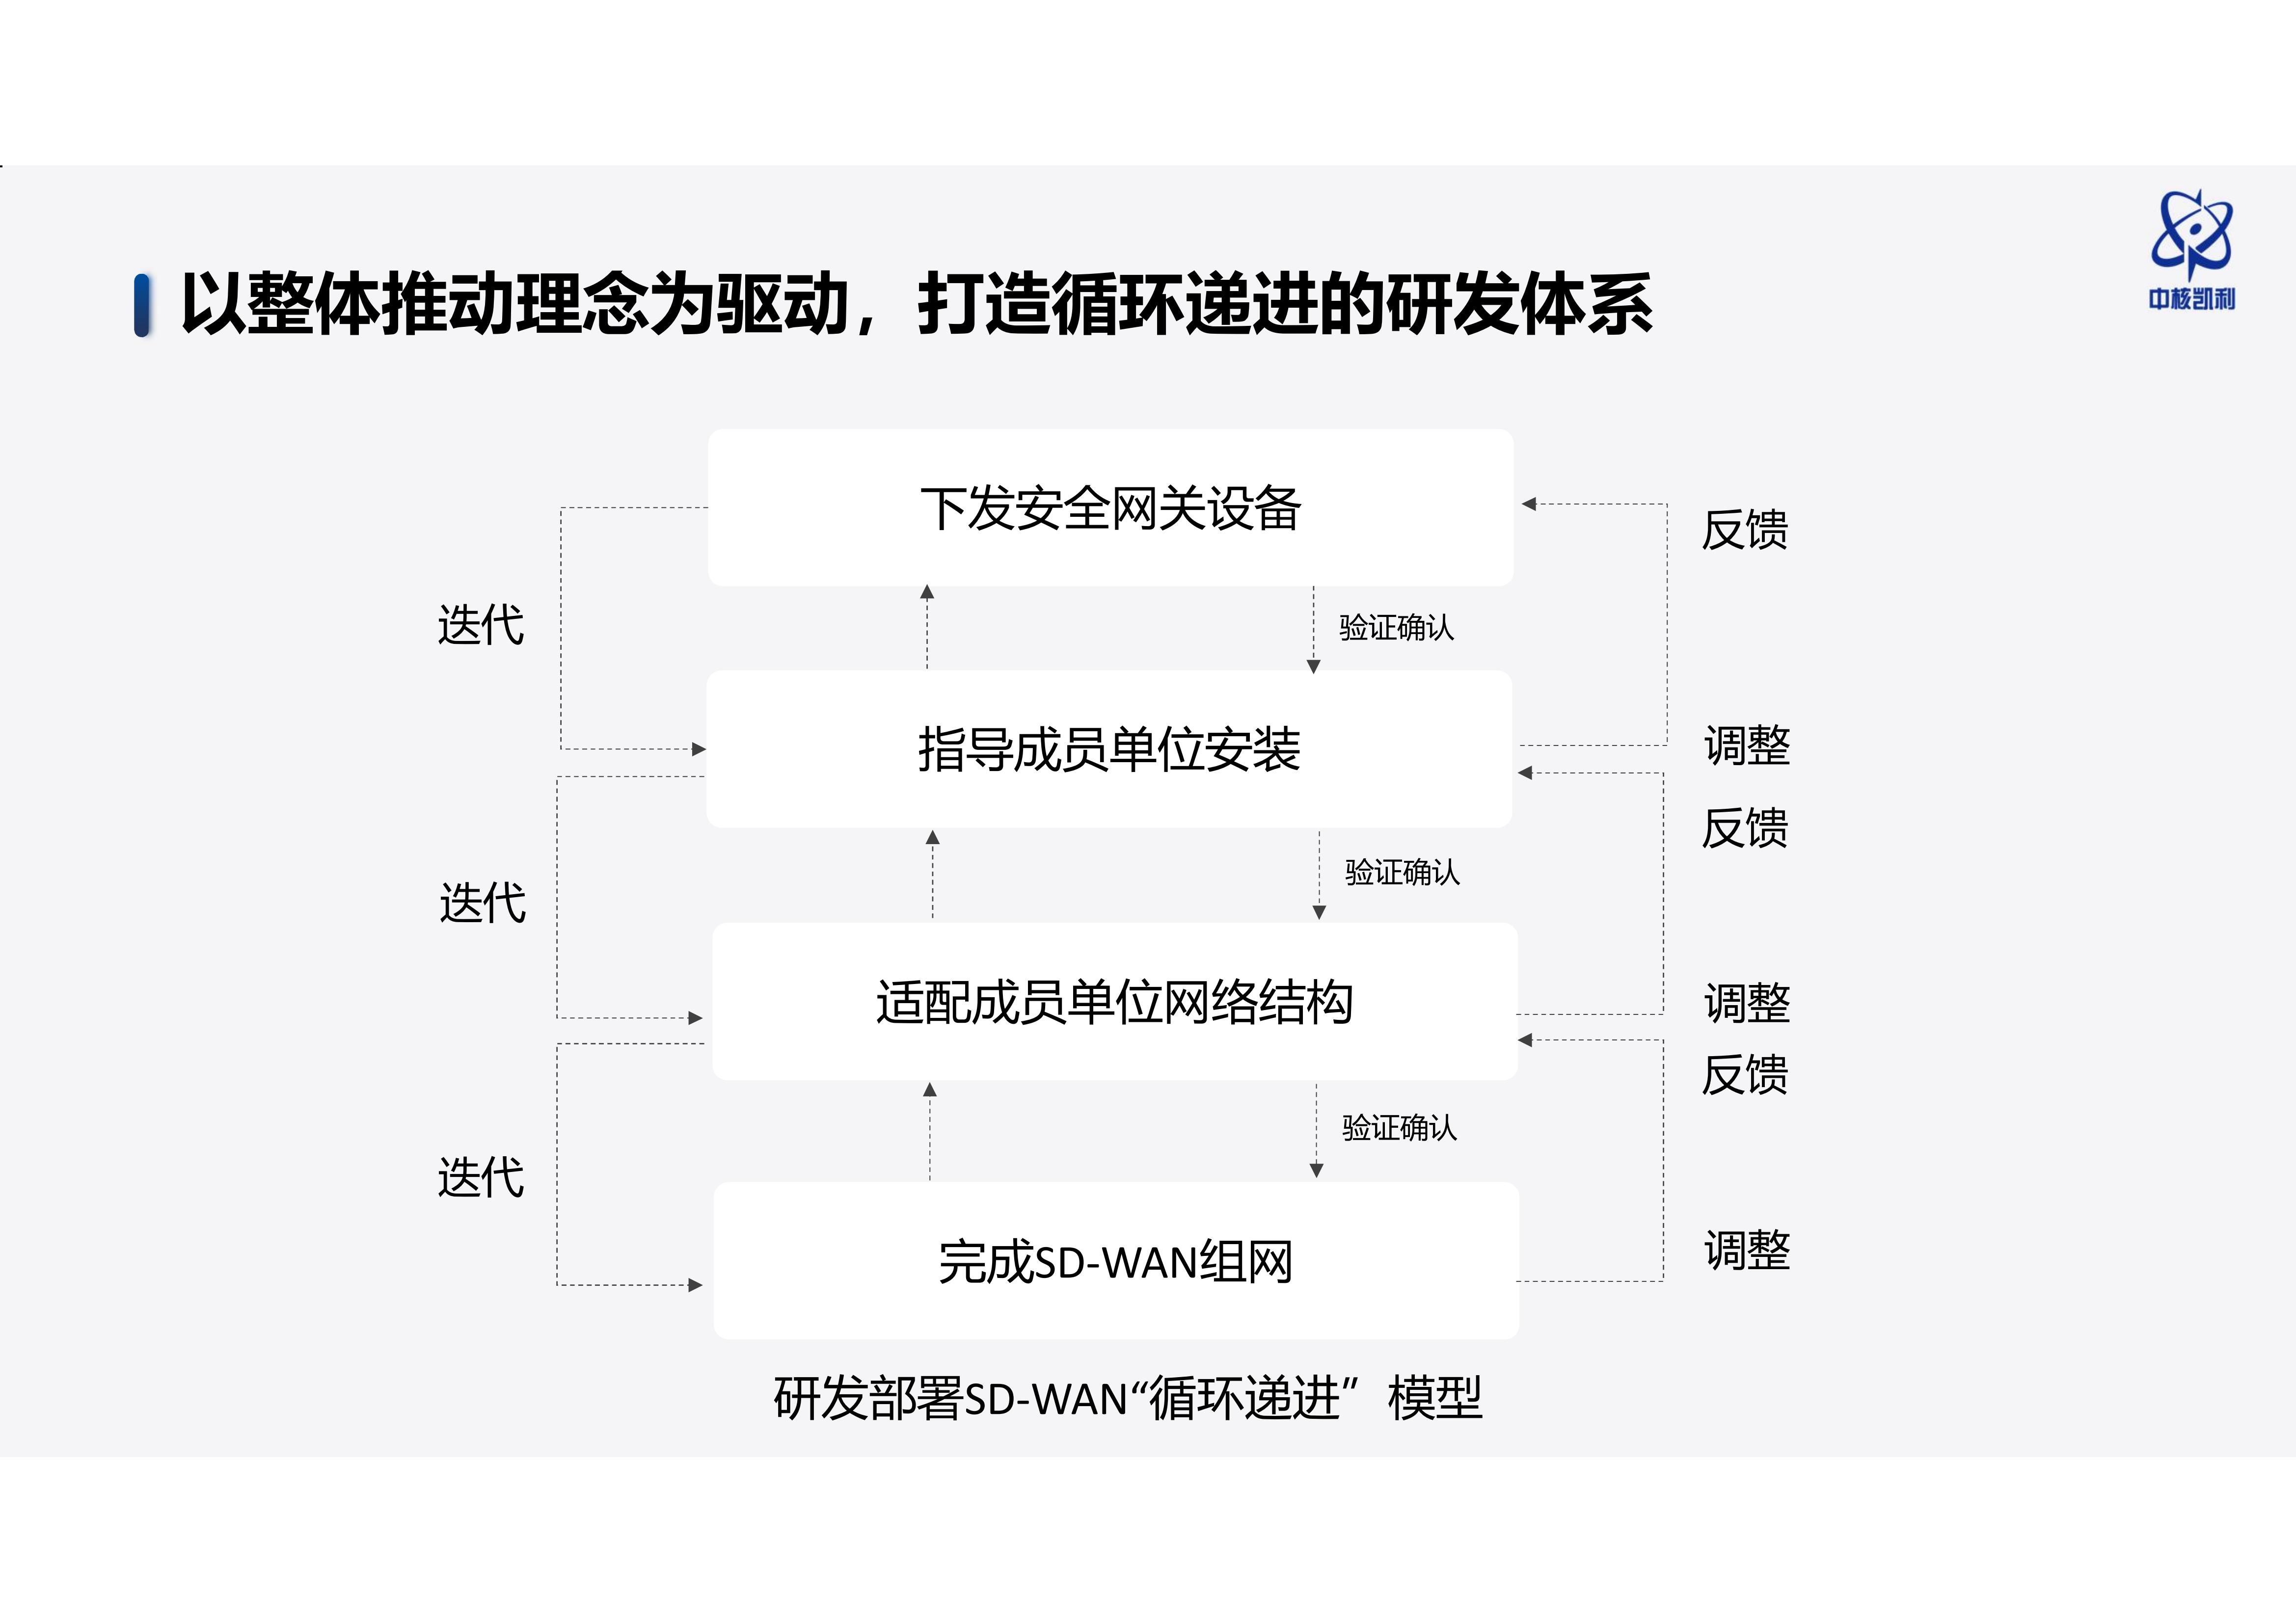 以整体推动理念为驱动，打造循环递进的研发体系
中核凯利
下发安全网关设备
反馈
迭代
验证确认
指导成员单位安装
调整
反馈
迭代
验证确认
适配成员单位网络结构
调整
反馈
迭代
验证确认
完成SD-WAN组网
调整
研发部署SD-WAN“循环递进”模型